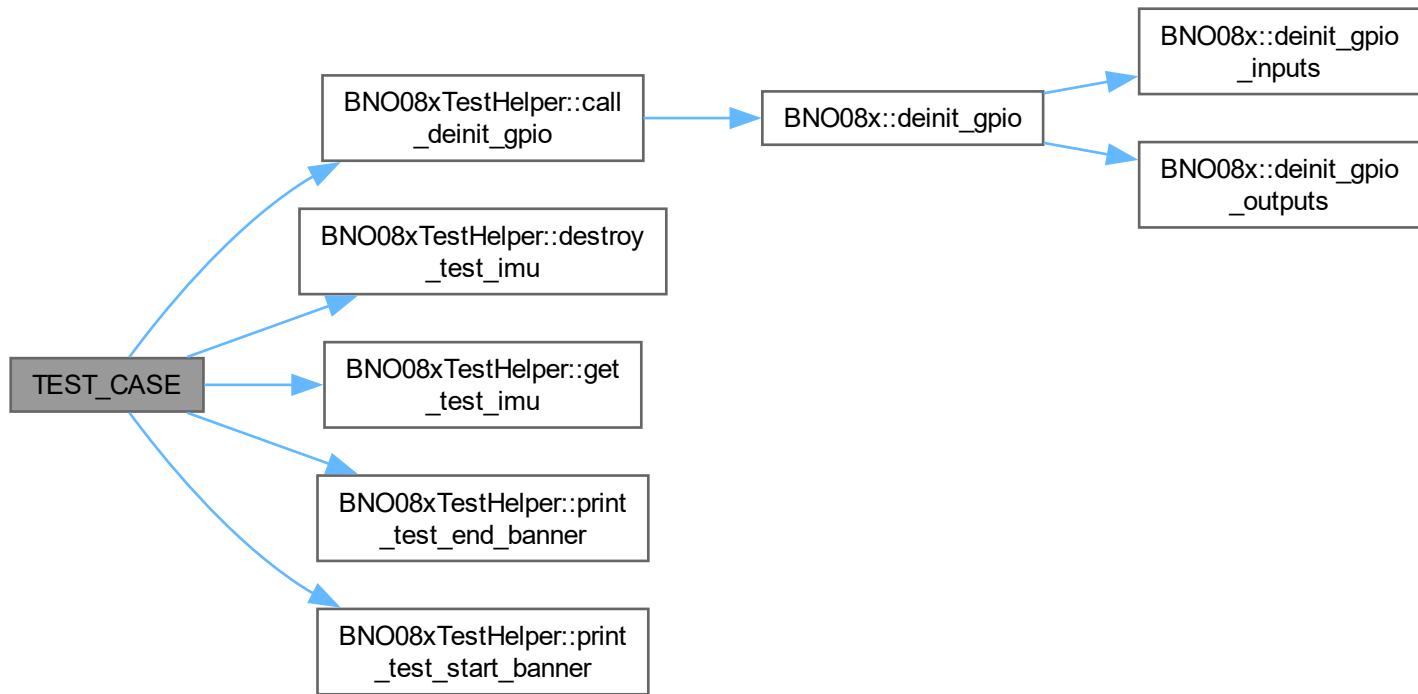 TEST_CASE
BNO08xTestHelper::call
_deinit_gpio
BNO08x::deinit_gpio
BNO08x::deinit_gpio
_inputs
BNO08x::deinit_gpio
_outputs
BNO08xTestHelper::destroy
_test_imu
BNO08xTestHelper::get
_test_imu
BNO08xTestHelper::print
_test_end_banner
BNO08xTestHelper::print
_test_start_banner